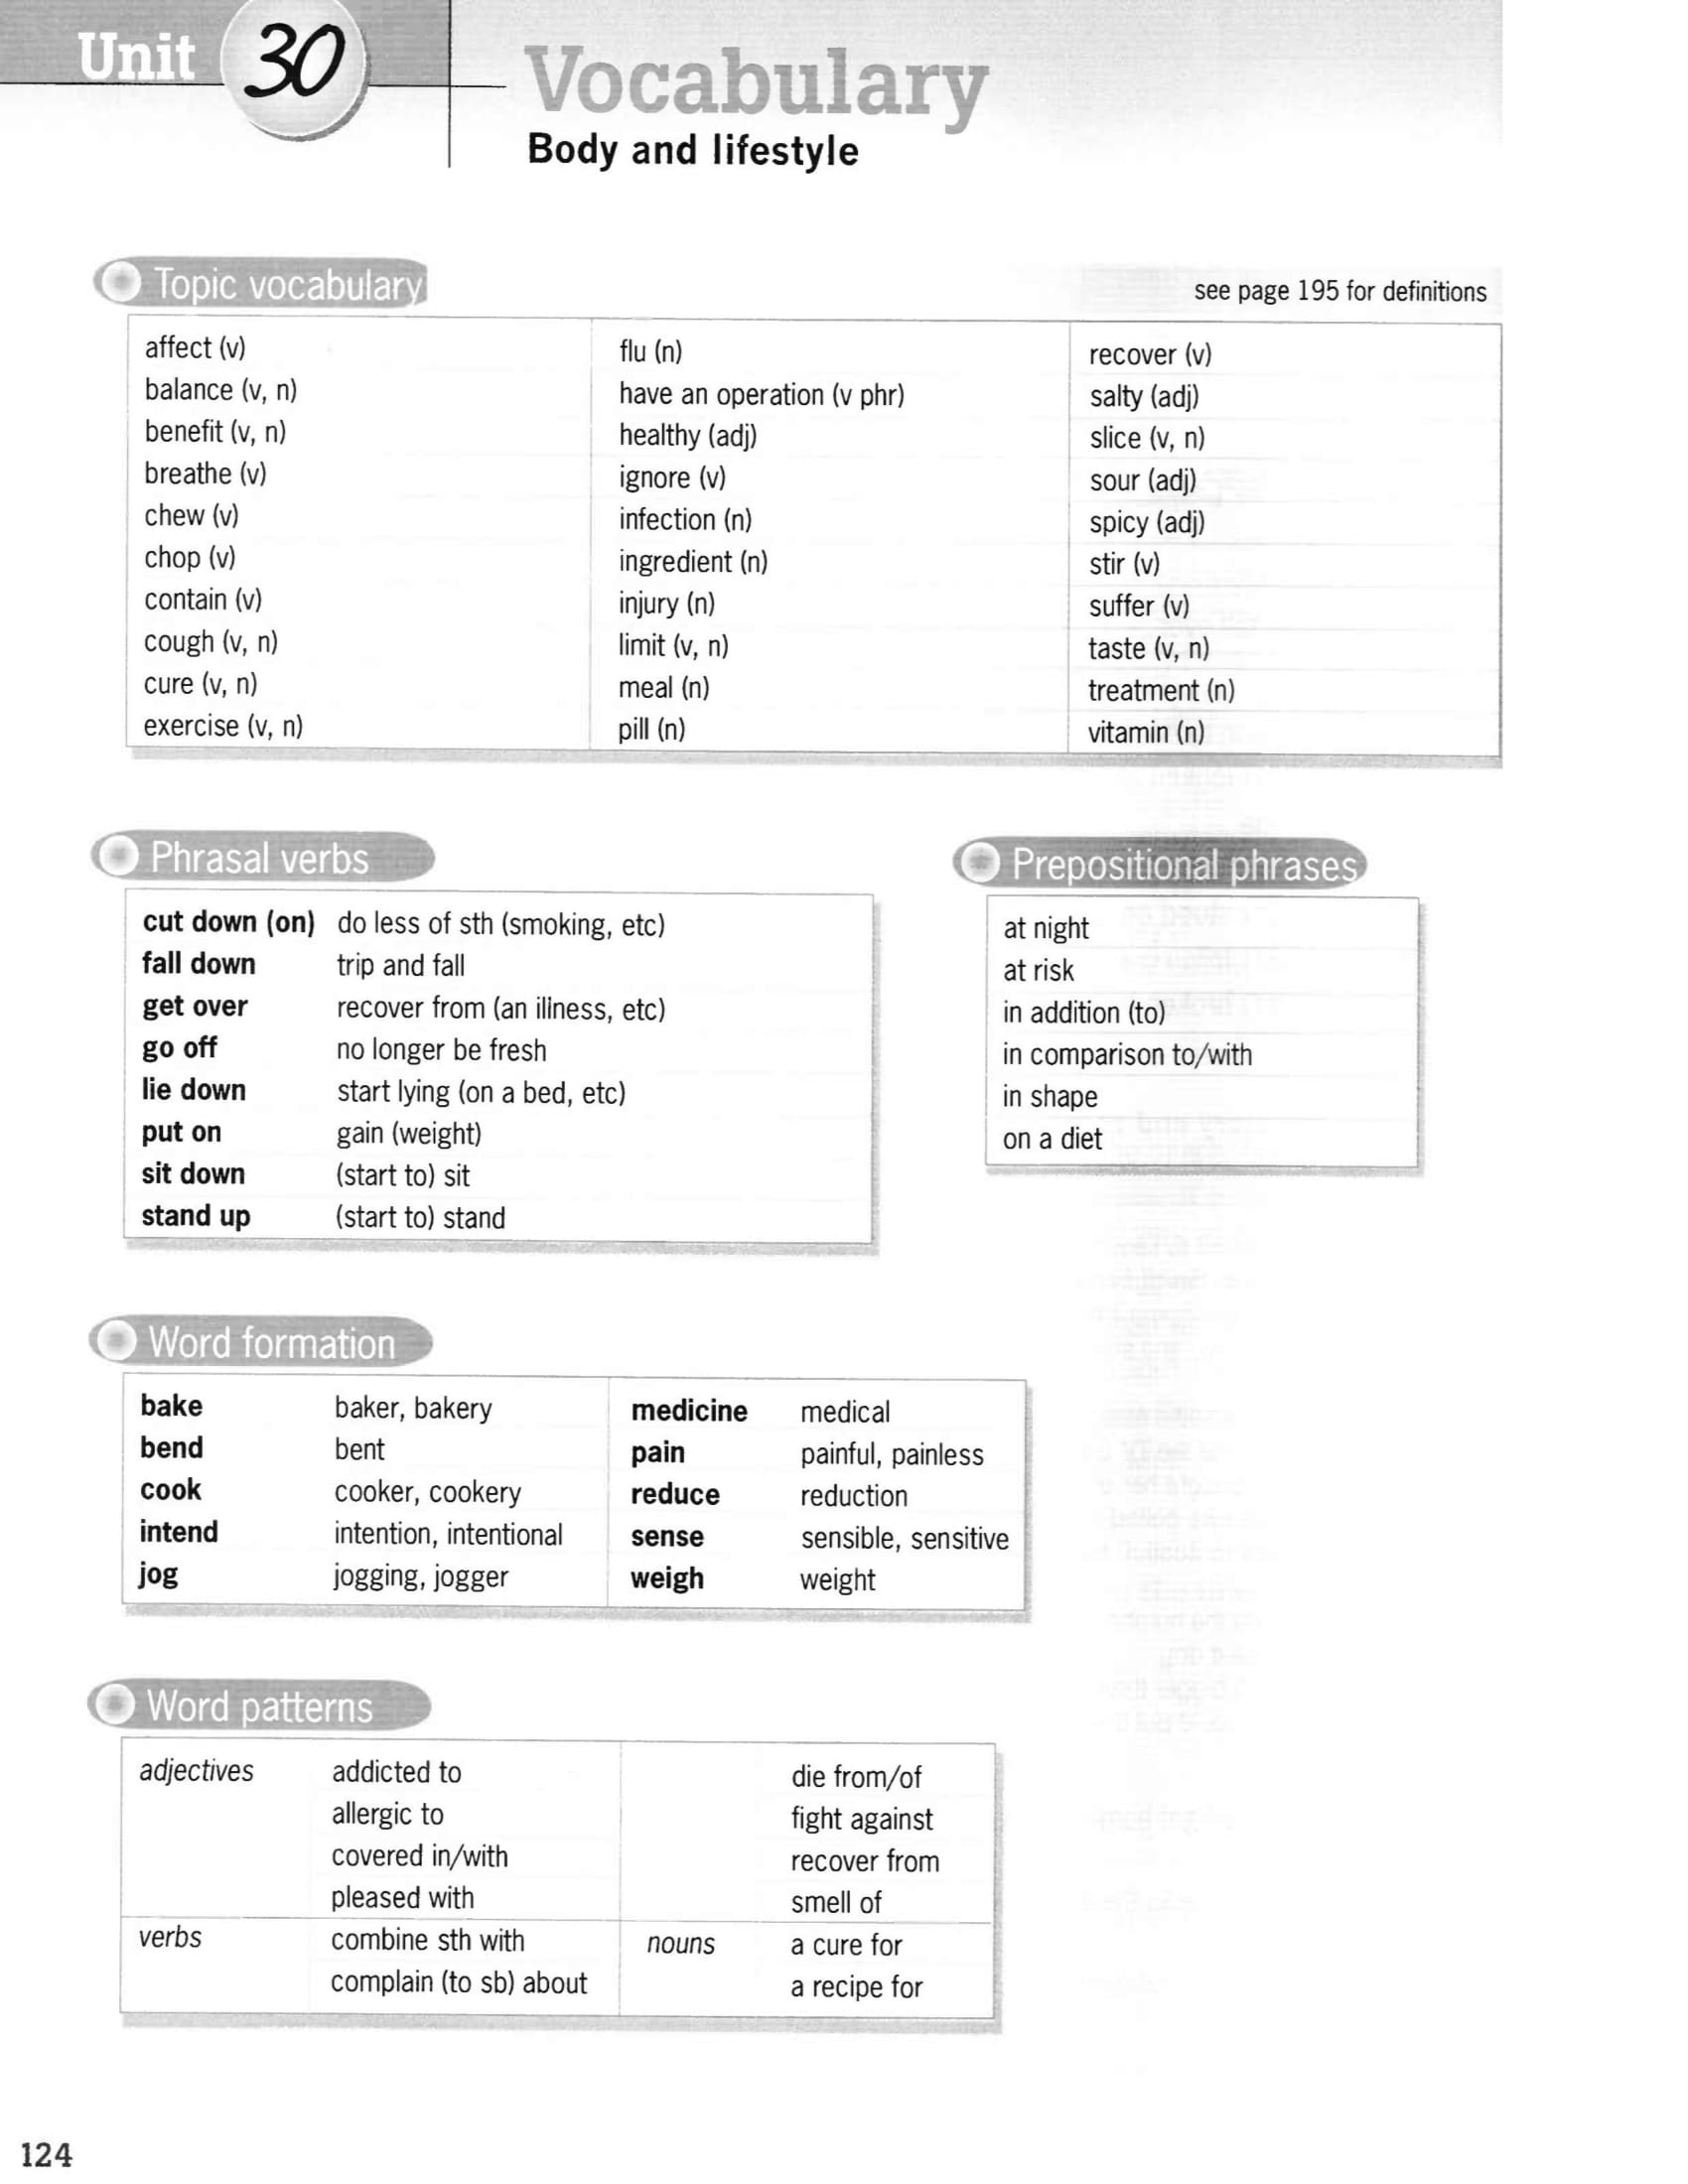 Unit 30
Vocabulary
Body and lifestyle
Topic vocabulary
see page 195 for definitions
affect (v)
balance (v, n)
benefit (v, n)
breathe (v)
chew (v)
chop (v)
contain (v)
cough (v, n)
cure (v, n)
exercise (v, n)
flu (n)
have an operation (v phr)
healthy (adj)
ignore (v)
infection (n)
ingredient (n)
injury (n)
limit (v, n)
meal (n)
pill (n)
recover (v)
salty (adj)
slice (v, n)
sour (adj)
spicy (adj)
stir (v)
suffer (v)
taste (v, n)
treatment (n)
vitamin (n)
Phrasal verbs
cut down (on) do less of sth (smoking, etc)
fall down trip and fall
get over recover from (an illness, etc)
go off no longer be fresh
lie down start lying (on a bed, etc)
put on gain (weight)
sit down (start to) sit
stand up (start to) stand
Prepositional phrases
at night
at risk
in addition (to)
in comparison to/with
in shape
on a diet
Word formation
bake baker, bakery
bend bent
cook cooker, cookery
intend intention, intentional
jog jogging, jogger
medicine medical
pain painful, painless
reduce reduction
sense sensible, sensitive
weigh weight
Word patterns
adjectives addicted to
allergic to
covered in/with
pleased with
verbs combine sth with
complain (to sb) about
die from/of
fight against
recover from
smell of
nouns a cure for
a recipe for
124